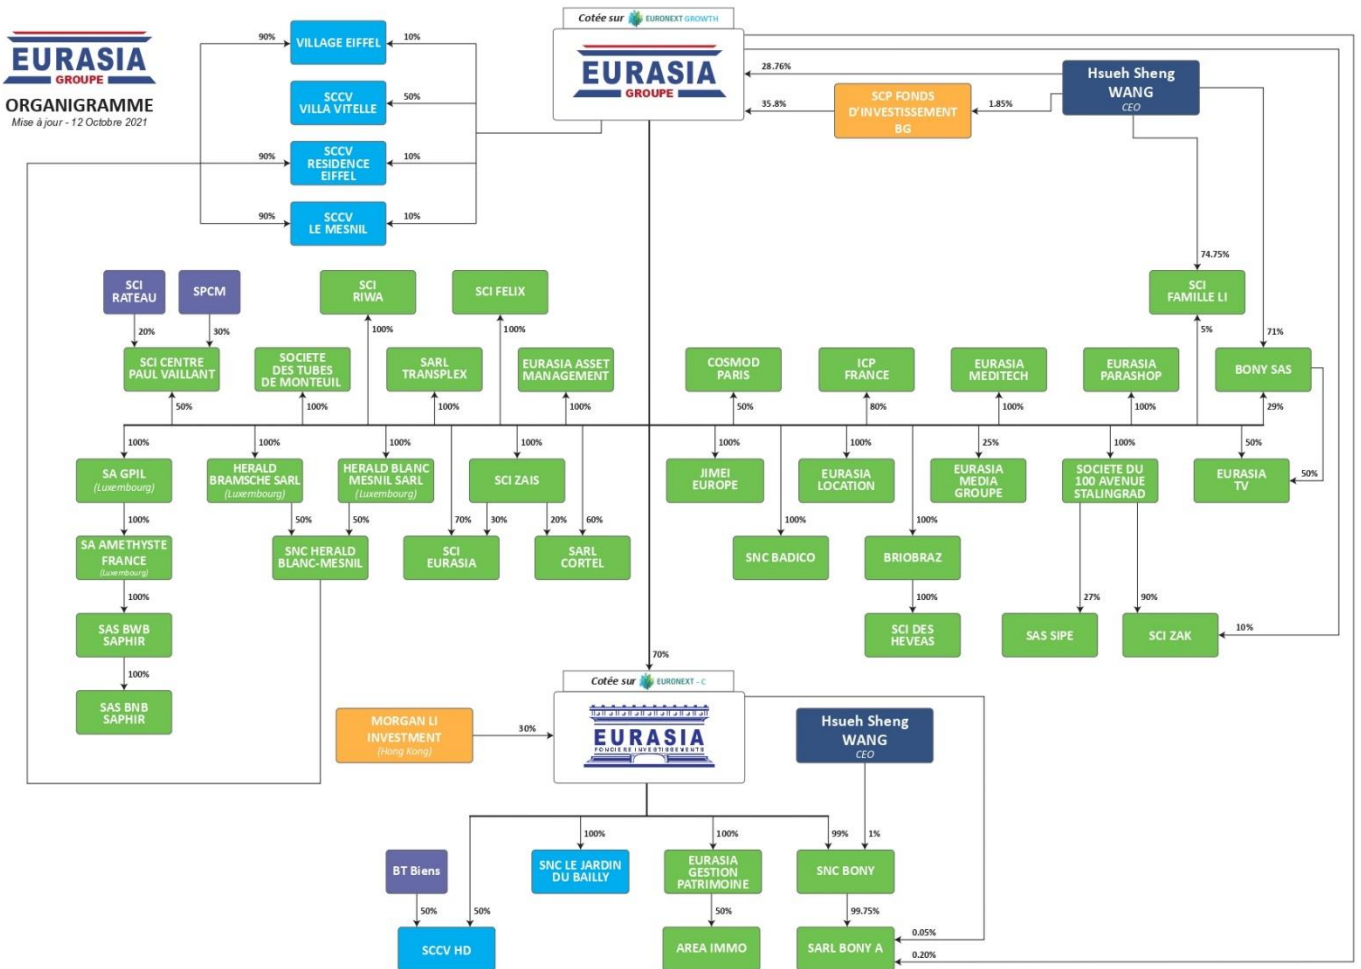 EURASIA
GROUPE
ORGANIGRAMME
Mise à jour - 12 Octobre 2021
Cotée sur EURONEXT GROWTH
EURASIA
GROUPE
28.76%
35.8%
SCP FONDS
D'INVESTISSEMENT
BG
1.85%
Hsueh Sheng
WANG
CEO
90%
VILLAGE EIFFEL
10%
SCCV
VILLA VITELLE
50%
90%
SCCV
RESIDENCE
EIFFEL
10%
90%
SCCV
LE MESNIL
10%
SCI
RATEAU
20%
SPCM
30%
SCI
RIWA
100%
SCI FELIX
100%
74.75%
SCI
FAMILLE LI
5%
71%
SCI CENTRE
PAUL VAILLANT
50%
SOCIETE
DES TUBES
DE MONTEUIL
100%
SARL
TRANSPLEX
100%
EURASIA ASSET
MANAGEMENT
100%
COSMOD
PARIS
50%
ICP
FRANCE
80%
EURASIA
MEDITECH
100%
EURASIA
PARASHOP
100%
BONY SAS
29%
100%
SA GPIL
(Luxembourg)
100%
HERALD
BRAMSCHE SARL
(Luxembourg)
100%
HERALD BLANC
MESNIL SARL
(Luxembourg)
100%
SCI ZAIS
100%
JIMEI
EUROPE
100%
EURASIA
LOCATION
25%
EURASIA
MEDIA
GROUPE
100%
SOCIETE DU
100 AVENUE
STALINGRAD
50%
EURASIA
TV
50%
100%
SA AMETHYSTE
FRANCE
(Luxembourg)
50%
50%
SNC HERALD
BLANC-MESNIL
70%
30%
SCI
EURASIA
20%
60%
SARL
CORTEL
100%
SNC BADICO
100%
BRIOBRAZ
100%
SAS BWB
SAPHIR
100%
SCI DES
HEVEAS
27%
SAS SIPE
90%
SCI ZAK
10%
100%
SAS BNB
SAPHIR
70%
Cotée sur EURONEXT - C
EURASIA
FONCIERE INVESTISSEMENTS
MORGAN LI
INVESTMENT
(Hong Kong)
30%
Hsueh Sheng
WANG
CEO
100%
SNC LE JARDIN
DU BAILLY
100%
EURASIA
GESTION
PATRIMOINE
99%
1%
SNC BONY
BT Biens
50%
50%
SCCV HD
50%
AREA IMMO
99.75%
SARL BONY A
0.05%
0.20%